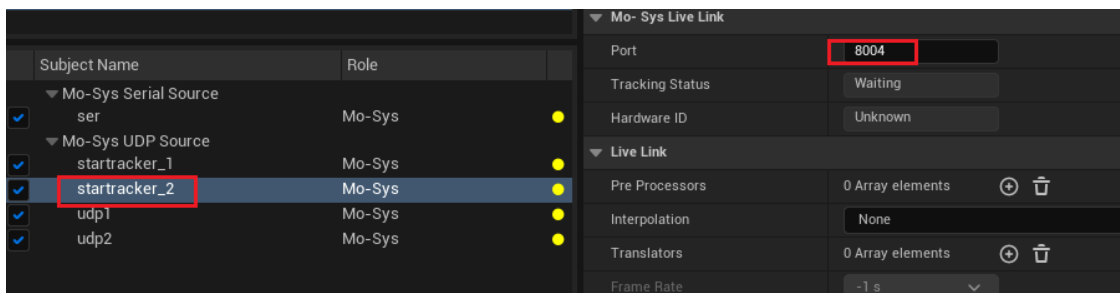 Subject Name Role
Mo-Sys Serial Source
ser Mo-Sys
Mo-Sys UDP Source
startracker_1 Mo-Sys
startracker_2 Mo-Sys
udp1 Mo-Sys
udp2 Mo-Sys
Mo- Sys Live Link
Port 8004
Tracking Status Waiting
Hardware ID Unknown
Live Link
Pre Processors 0 Array elements
Interpolation None
Translators 0 Array elements
Frame Rate -1 s